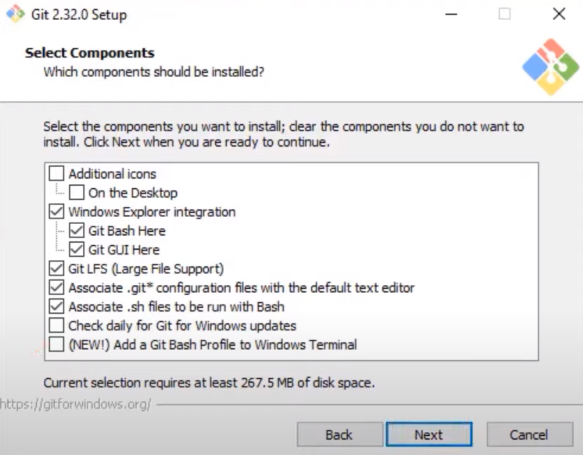 Git 2.32.0 Setup
Select Components
Which components should be installed?
Select the components you want to install; clear the components you do not want to
install. Click Next when you are ready to continue.
Additional icons
On the Desktop
Windows Explorer integration
Git Bash Here
Git GUI Here
Git LFS (Large File Support)
Associate .git* configuration files with the default text editor
Associate .sh files to be run with Bash
Check daily for Git for Windows updates
(NEW!) Add a Git Bash Profile to Windows Terminal
Current selection requires at least 267.5 MB of disk space.
https://gitforwindows.org/
Back Next Cancel